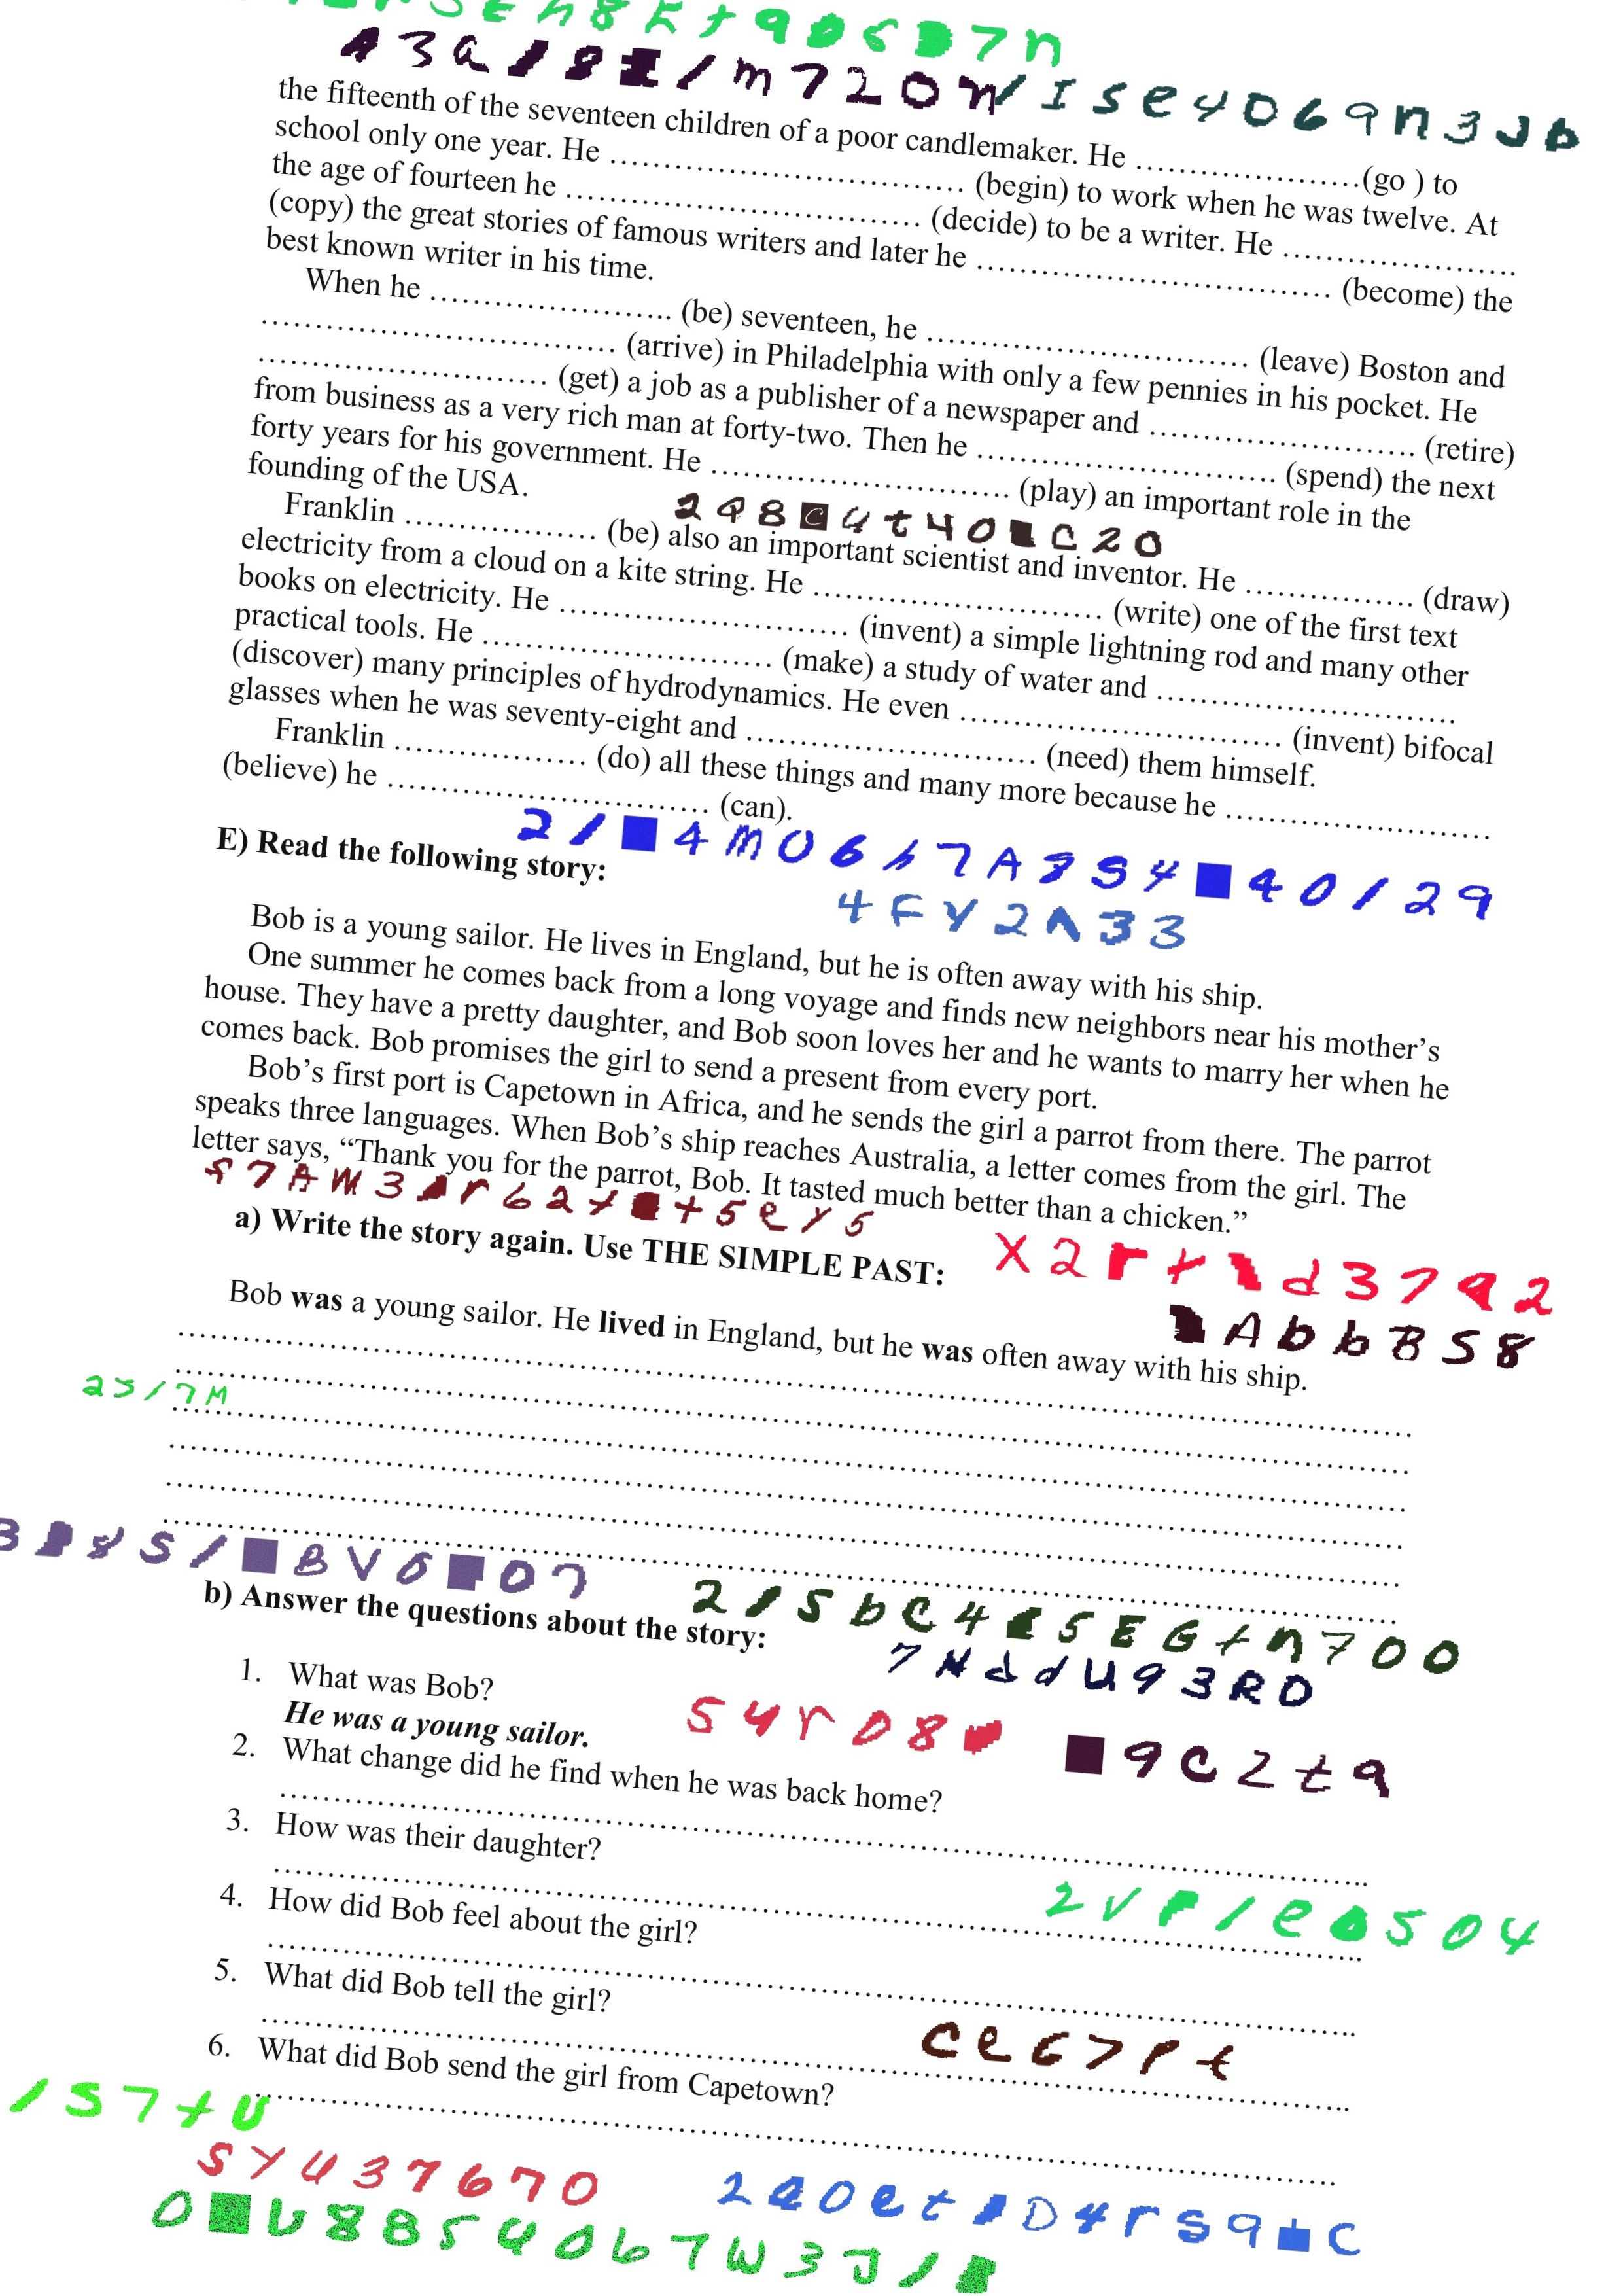 the fifteenth of the seventeen children of a poor candlemaker. He ………………….(go ) to
school only one year. He …………………………… (begin) to work when he was twelve. At
the age of fourteen he …………………………… (decide) to be a writer. He ………………….
(copy) the great stories of famous writers and later he …………………………… (become) the
best known writer in his time.
When he ………………….. (be) seventeen, he ………………………… (leave) Boston and
…………………………… (arrive) in Philadelphia with only a few pennies in his pocket. He
……………………… (get) a job as a publisher of a newspaper and ……………………. (retire)
from business as a very rich man at forty-two. Then he ………………………. (spend) the next
forty years for his government. He ………………………. (play) an important role in the
founding of the USA.
298 C4t40 C20
Franklin ……………… (be) also an important scientist and inventor. He ……………. (draw)
electricity from a cloud on a kite string. He ……………………… (write) one of the first text
books on electricity. He ……………………… (invent) a simple lightning rod and many other
practical tools. He ……………………… (make) a study of water and ……………………….
(discover) many principles of hydrodynamics. He even ………………………… (invent) bifocal
glasses when he was seventy-eight and ……………………… (need) them himself.
Franklin ……………… (do) all these things and many more because he …………………….
(believe) he ………………………… (can).
E) Read the following story:
4FY2A33
Bob is a young sailor. He lives in England, but he is often away with his ship.
One summer he comes back from a long voyage and finds new neighbors near his mother's
house. They have a pretty daughter, and Bob soon loves her and he wants to marry her when he
comes back. Bob promises the girl to send a present from every port.
Bob's first port is Capetown in Africa, and he sends the girl a parrot from there. The parrot
speaks three languages. When Bob's ship reaches Australia, a letter comes from the girl. The
letter says, “Thank you for the parrot, Bob. It tasted much better than a chicken.”
a) Write the story again. Use THE SIMPLE PAST:
AbbB58
Bob was a young sailor. He lived in England, but he was often away with his ship.
25/7M
b) Answer the questions about the story:
7NddU93RO
1. What was Bob?
He was a young sailor.
54rD8
9C2t9
2. What change did he find when he was back home?
3. How was their daughter?
4. How did Bob feel about the girl?
5. What did Bob tell the girl?
6. What did Bob send the girl from Capetown?
/57tU
SY437670